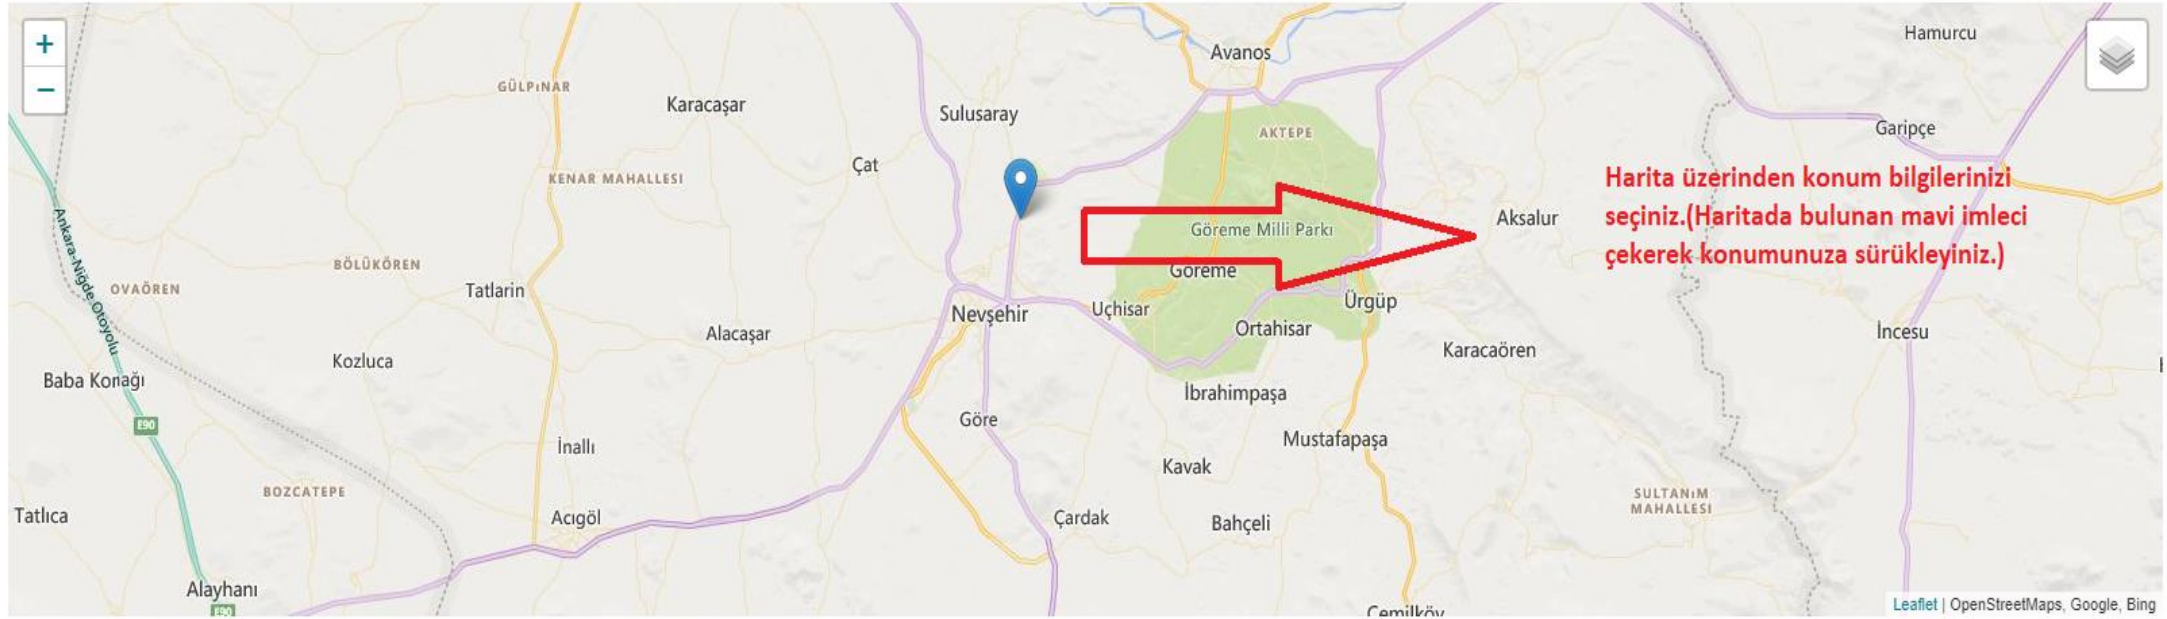 +
−
Avanos
Hamurcu
GÜLPıNAR
Karacaşar
Sulusaray
Garipçe
AKTEPE
Çat
KENAR MAHALLESI
Harita üzerinden konum bilgilerinizi
seçiniz.(Haritada bulunan mavi imleci
çekerek konumunuza sürükleyiniz.)
Aksalur
Göreme Milli Parkı
Ankara-Niğde Otoyolu
BÖLÜKÖREN
Göreme
OVAÖREN
Tatlarin
Nevşehir
Uçhisar
Ürgüp
Ortahisar
Alacaşar
İncesu
Kozluca
Karacaören
Baba Konağı
İbrahimpaşa
E90
Göre
Mustafapaşa
İnallı
Kavak
BOZCATEPE
SULTANıM
MAHALLESI
Tatlıca
Acıgöl
Çardak
Bahçeli
Alayhanı
E90
Cemilköy
Leaflet | OpenStreetMaps, Google, Bing